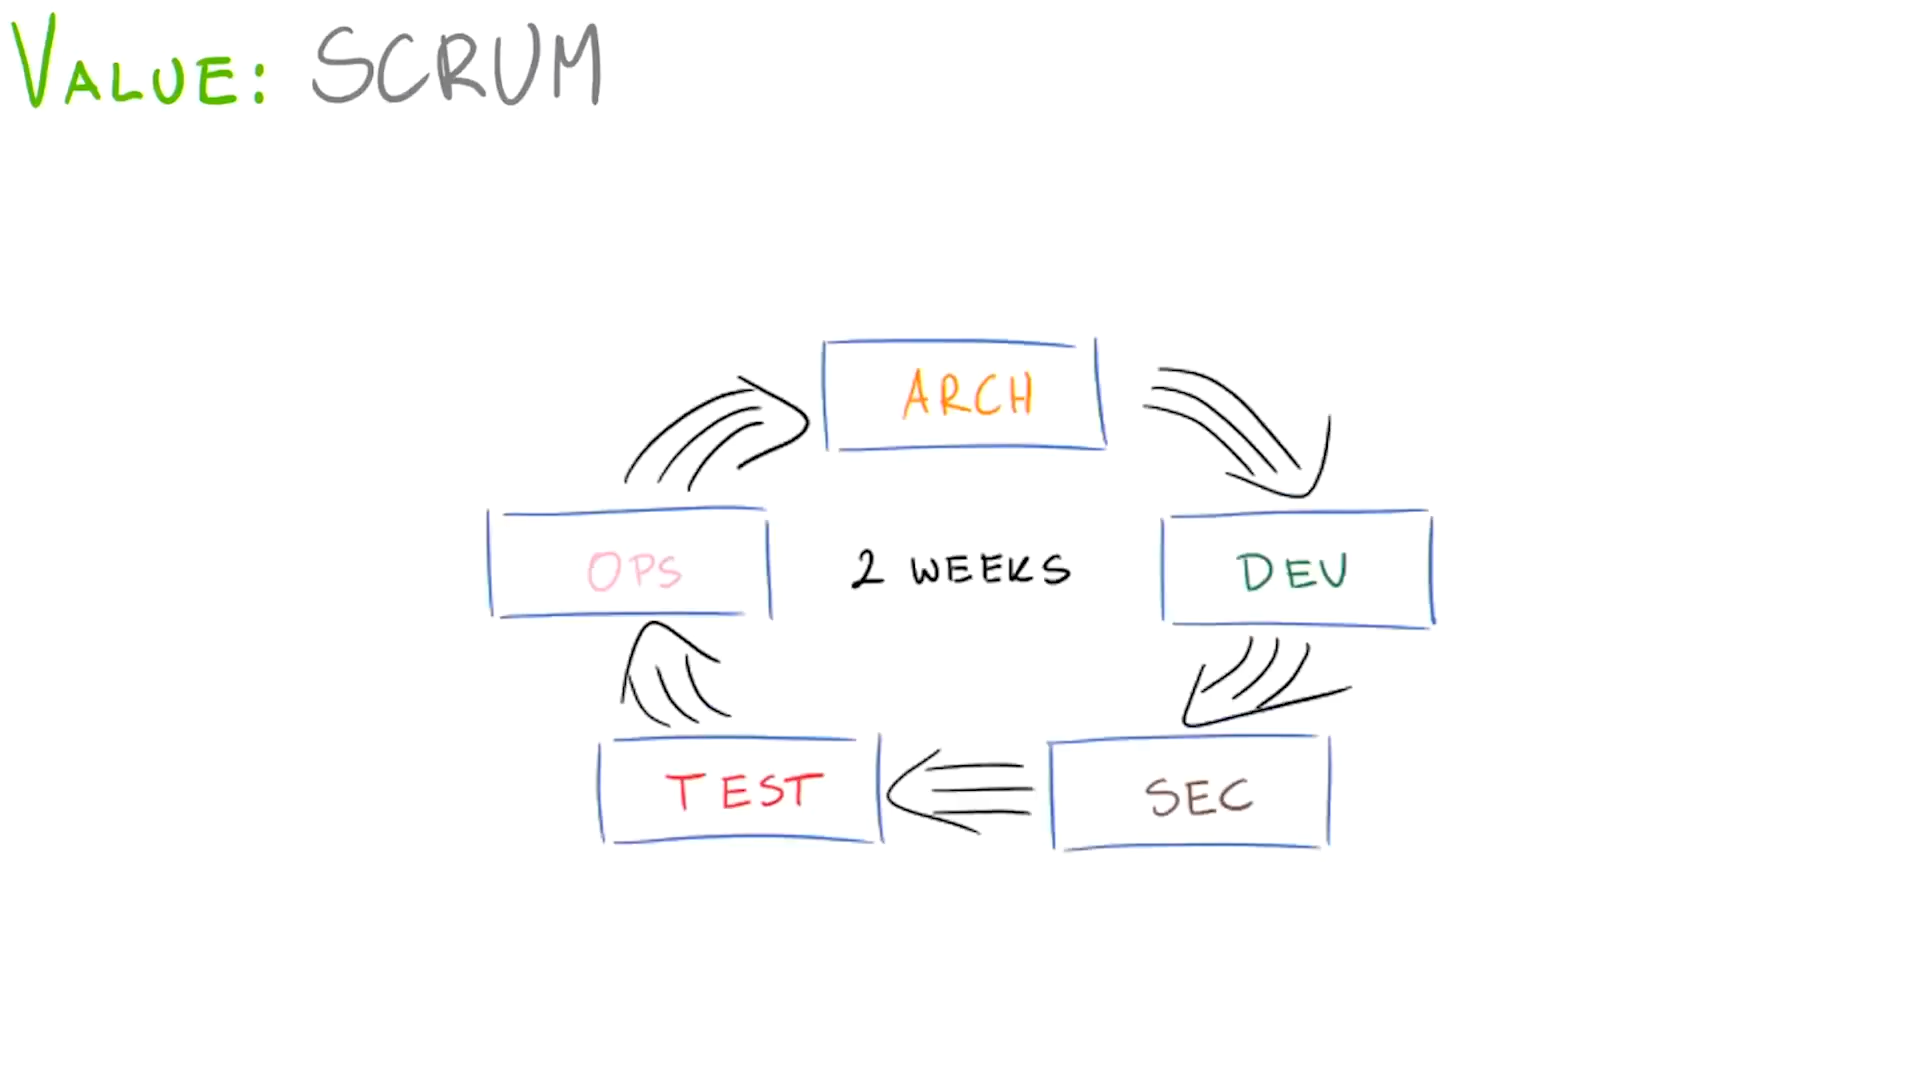 VALUE: SCRUM
ARCH
OPS
2 WEEKS
DEV
TEST
SEC